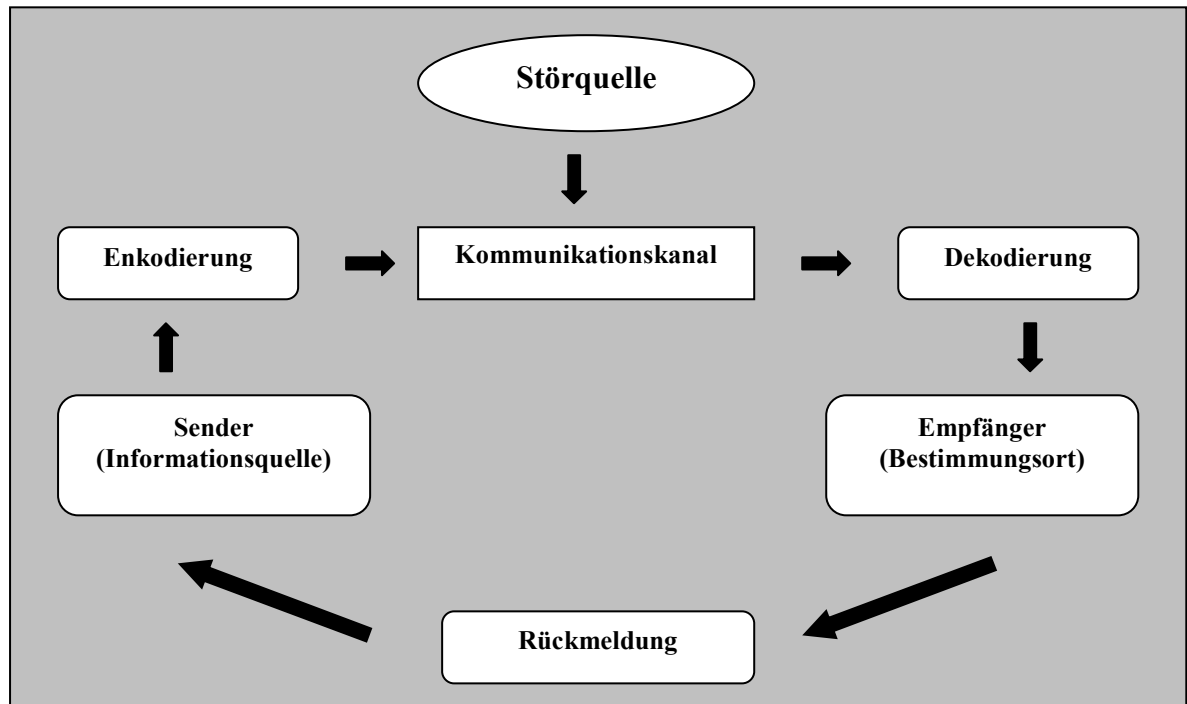 Störquelle
Enkodierung
Kommunikationskanal
Dekodierung
Sender
(Informationsquelle)
Empfänger
(Bestimmungsort)
Rückmeldung